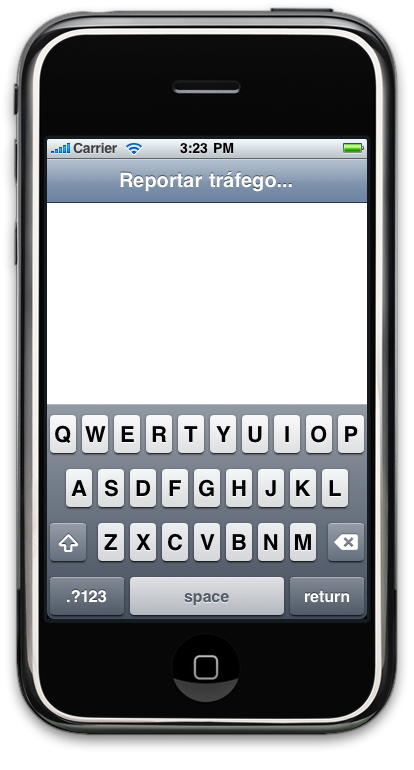 Carrier 3:23 PM
Reportar tráfego...
Q W E R T Y U I O P
A S D F G H J K L
Z X C V B N M
.?123 space return